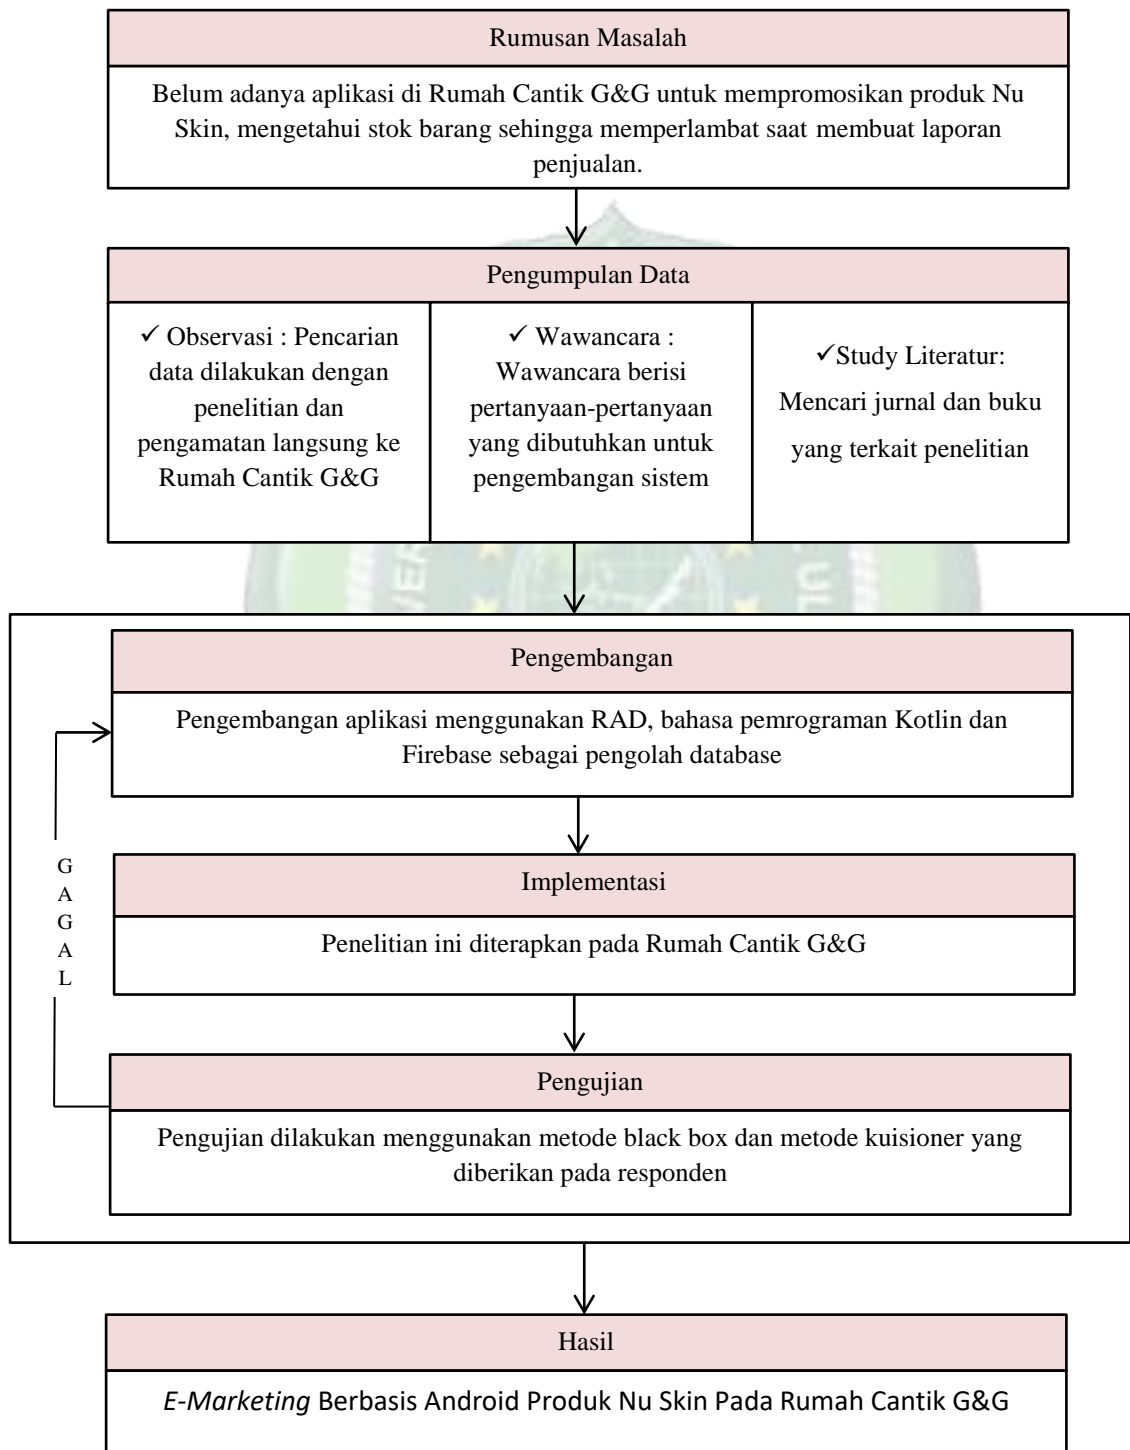 Rumusan Masalah
Belum adanya aplikasi di Rumah Cantik G&G untuk mempromosikan produk Nu
Skin, mengetahui stok barang sehingga memperlambat saat membuat laporan
penjualan.
Pengumpulan Data
✓ Observasi : Pencarian
data dilakukan dengan
penelitian dan
pengamatan langsung ke
Rumah Cantik G&G
✓ Wawancara :
Wawancara berisi
pertanyaan-pertanyaan
yang dibutuhkan untuk
pengembangan sistem
✓Study Literatur:
Mencari jurnal dan buku
yang terkait penelitian
Pengembangan
Pengembangan aplikasi menggunakan RAD, bahasa pemrograman Kotlin dan
Firebase sebagai pengolah database
G
A
G
A
L
Implementasi
Penelitian ini diterapkan pada Rumah Cantik G&G
Pengujian
Pengujian dilakukan menggunakan metode black box dan metode kuisioner yang
diberikan pada responden
Hasil
E-Marketing Berbasis Android Produk Nu Skin Pada Rumah Cantik G&G